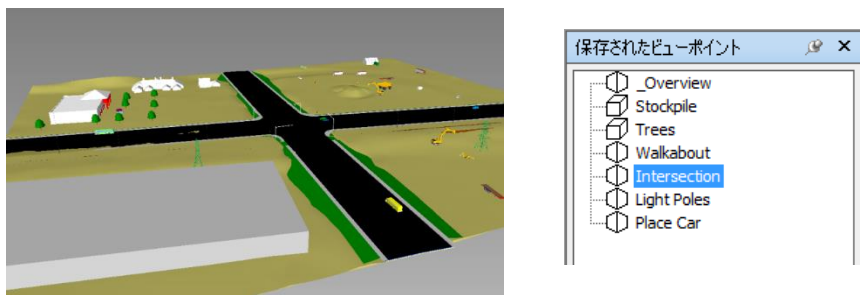 保存されたビューポイント
_Overview
Stockpile
Trees
Walkabout
Intersection
Light Poles
Place Car